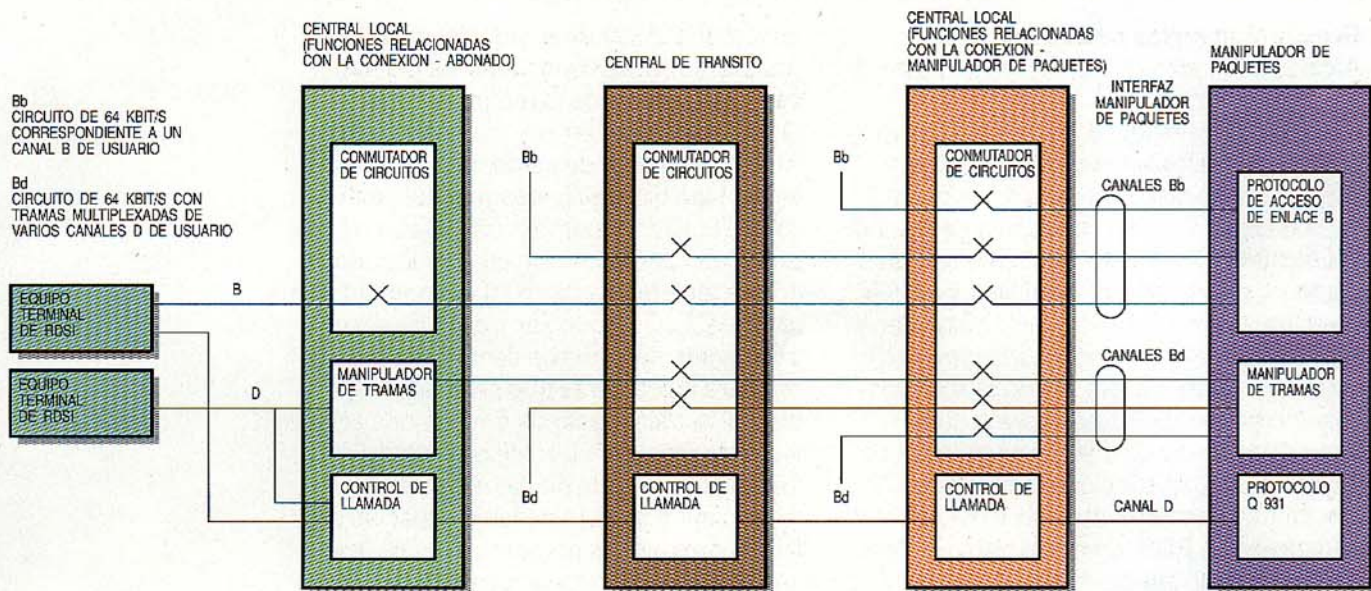 CENTRAL LOCAL
(FUNCIONES RELACIONADAS
CON LA CONEXION - ABONADO)
CENTRAL DE TRANSITO
CENTRAL LOCAL
(FUNCIONES RELACIONADAS
CON LA CONEXION -
MANIPULADOR DE PAQUETES)
MANIPULADOR DE
PAQUETES
INTERFAZ
MANIPULADOR
DE PAQUETES
Bb
CIRCUITO DE 64 KBIT/S
CORRESPONDIENTE A UN
CANAL B DE USUARIO
Bd
CIRCUITO DE 64 KBIT/S CON
TRAMAS MULTIPLEXADAS DE
VARIOS CANALES D DE USUARIO
EQUIPO
TERMINAL
DE RDSI
EQUIPO
TERMINAL
DE RDSI
B
D
CONMUTADOR
DE CIRCUITOS
MANIPULADOR
DE TRAMAS
CONTROL DE
LLAMADA
Bb
Bd
CONMUTADOR
DE CIRCUITOS
CONTROL DE
LLAMADA
Bb
Bd
CONMUTADOR
DE CIRCUITOS
CONTROL DE
LLAMADA
CANALES Bb
CANALES Bd
CANAL D
PROTOCOLO
DE ACCESO
DE ENLACE B
MANIPULADOR DE
TRAMAS
PROTOCOLO
Q 931